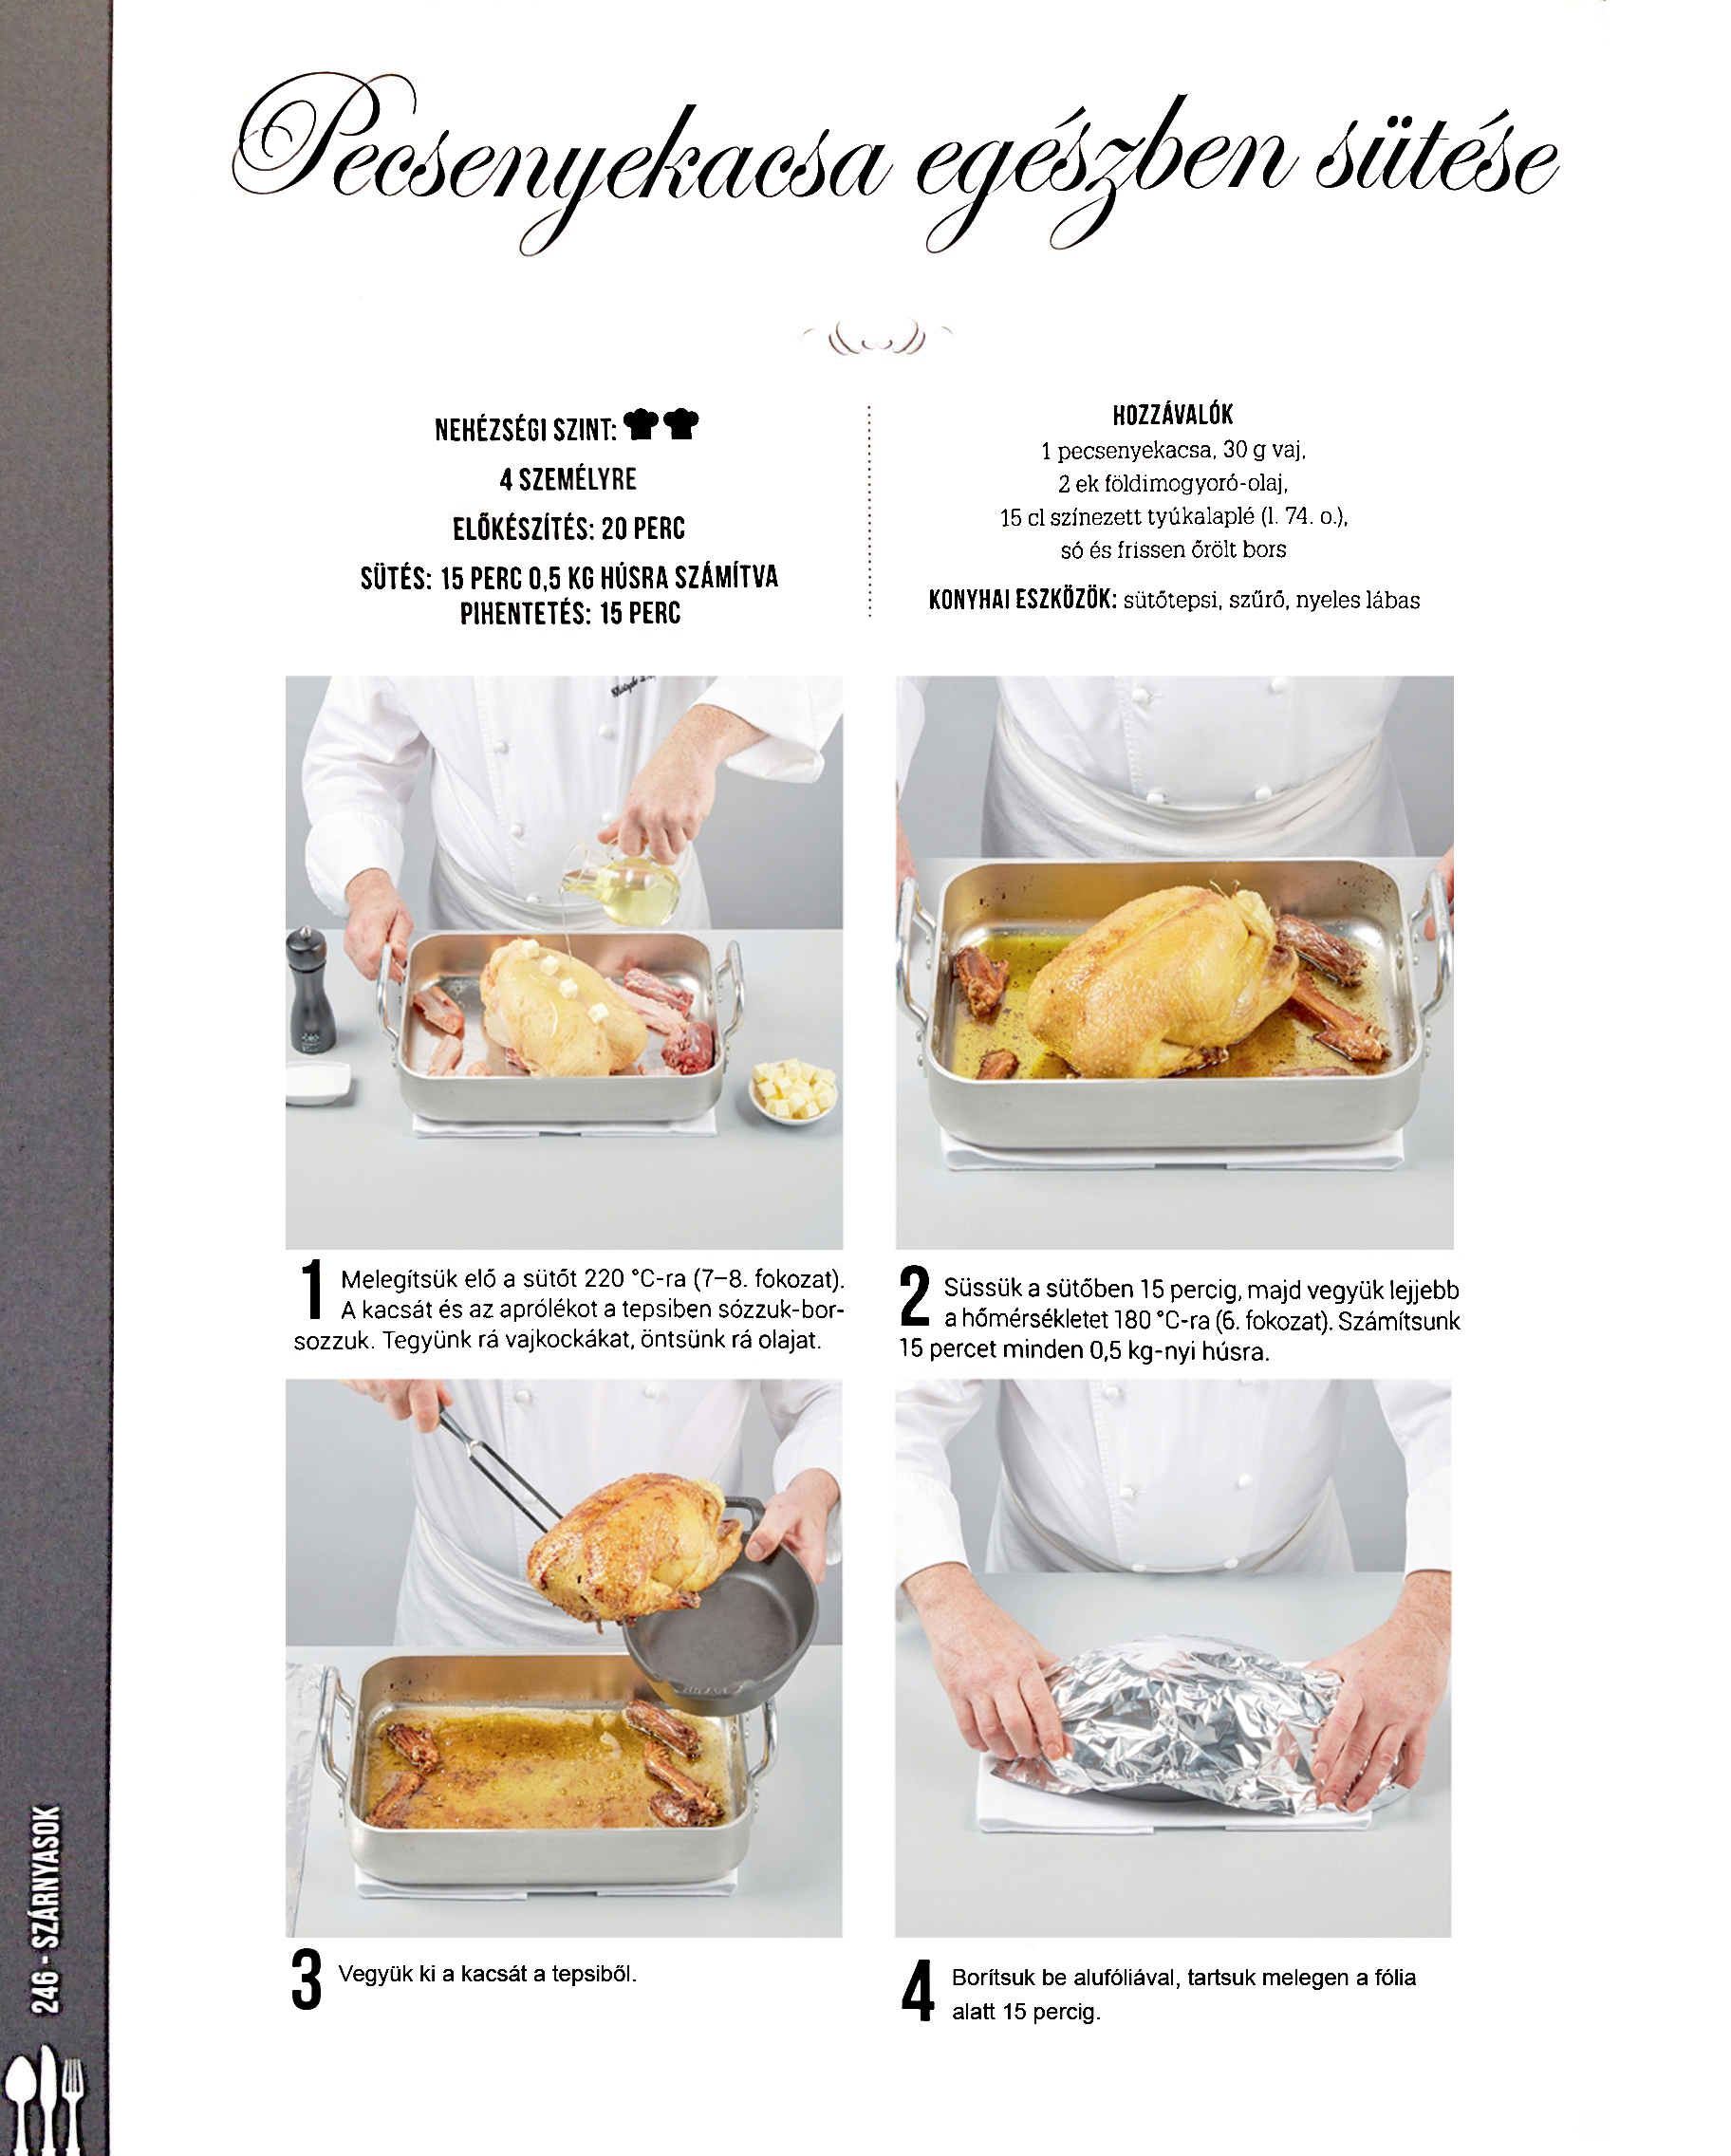 Pecsenyekacsa egészben sütése
NEHÉZSÉGI SZINT:
4 SZEMÉLYRE
ELŐKÉSZÍTÉS: 20 PERC
SÜTÉS: 15 PERC 0,5 KG HÚSRA SZÁMÍTVA
PIHENTETÉS: 15 PERC
HOZZÁVALÓK
1 pecsenyekacsa, 30 g vaj,
2 ek földimogyoró-olaj,
15 cl színezett tyúkalaplé (l. 74. o.),
só és frissen őrölt bors
KONYHAI ESZKÖZÖK: sütőtepsi, szűrő, nyeles lábas
1 Melegítsük elő a sütőt 220 °C-ra (7–8. fokozat).
A kacsát és az aprólékot a tepsiben sózzuk-bor-
sozzuk. Tegyünk rá vajkockákat, öntsünk rá olajat.
2 Süssük a sütőben 15 percig, majd vegyük lejjebb
a hőmérsékletet 180 °C-ra (6. fokozat). Számítsunk
15 percet minden 0,5 kg-nyi húsra.
3 Vegyük ki a kacsát a tepsiből.
4 Borítsuk be alufóliával, tartsuk melegen a fólia
alatt 15 percig.
246 • SZÁRNYASOK